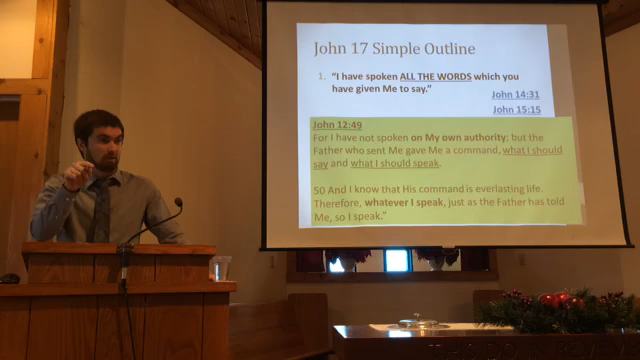 John 17 Simple Outline
1. "I have spoken ALL THE WORDS which you
have given Me to say."
John 14:31
John 15:15
John 12:49
For I have not spoken on My own authority; but the
Father who sent Me gave Me a command, what I should
say and what I should speak.
50 And I know that His command is everlasting life.
Therefore, whatever I speak, just as the Father has told
Me, so I speak."